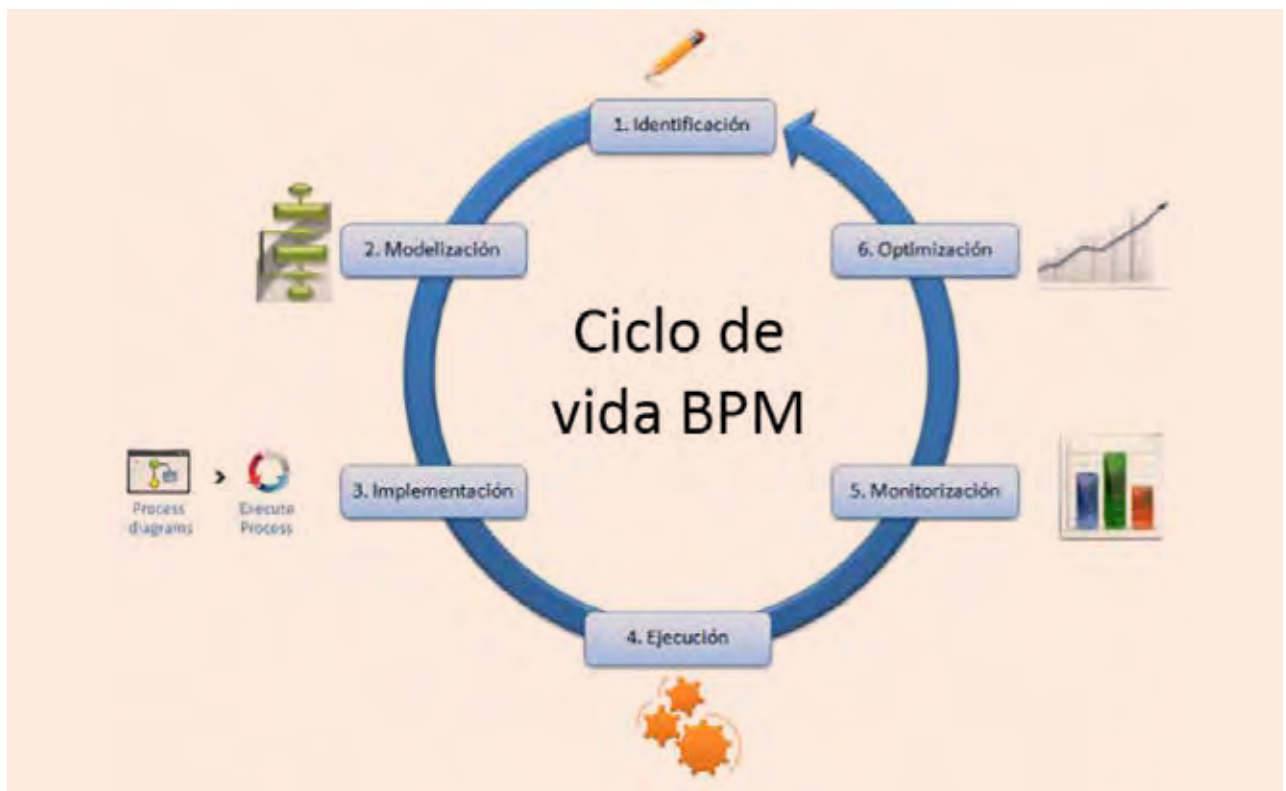 1. Identificación
2. Modelización
6. Optimización
Ciclo de
vida BPM
3. Implementación
5. Monitorización
Process
diagrams
Execute
Process
4. Ejecución